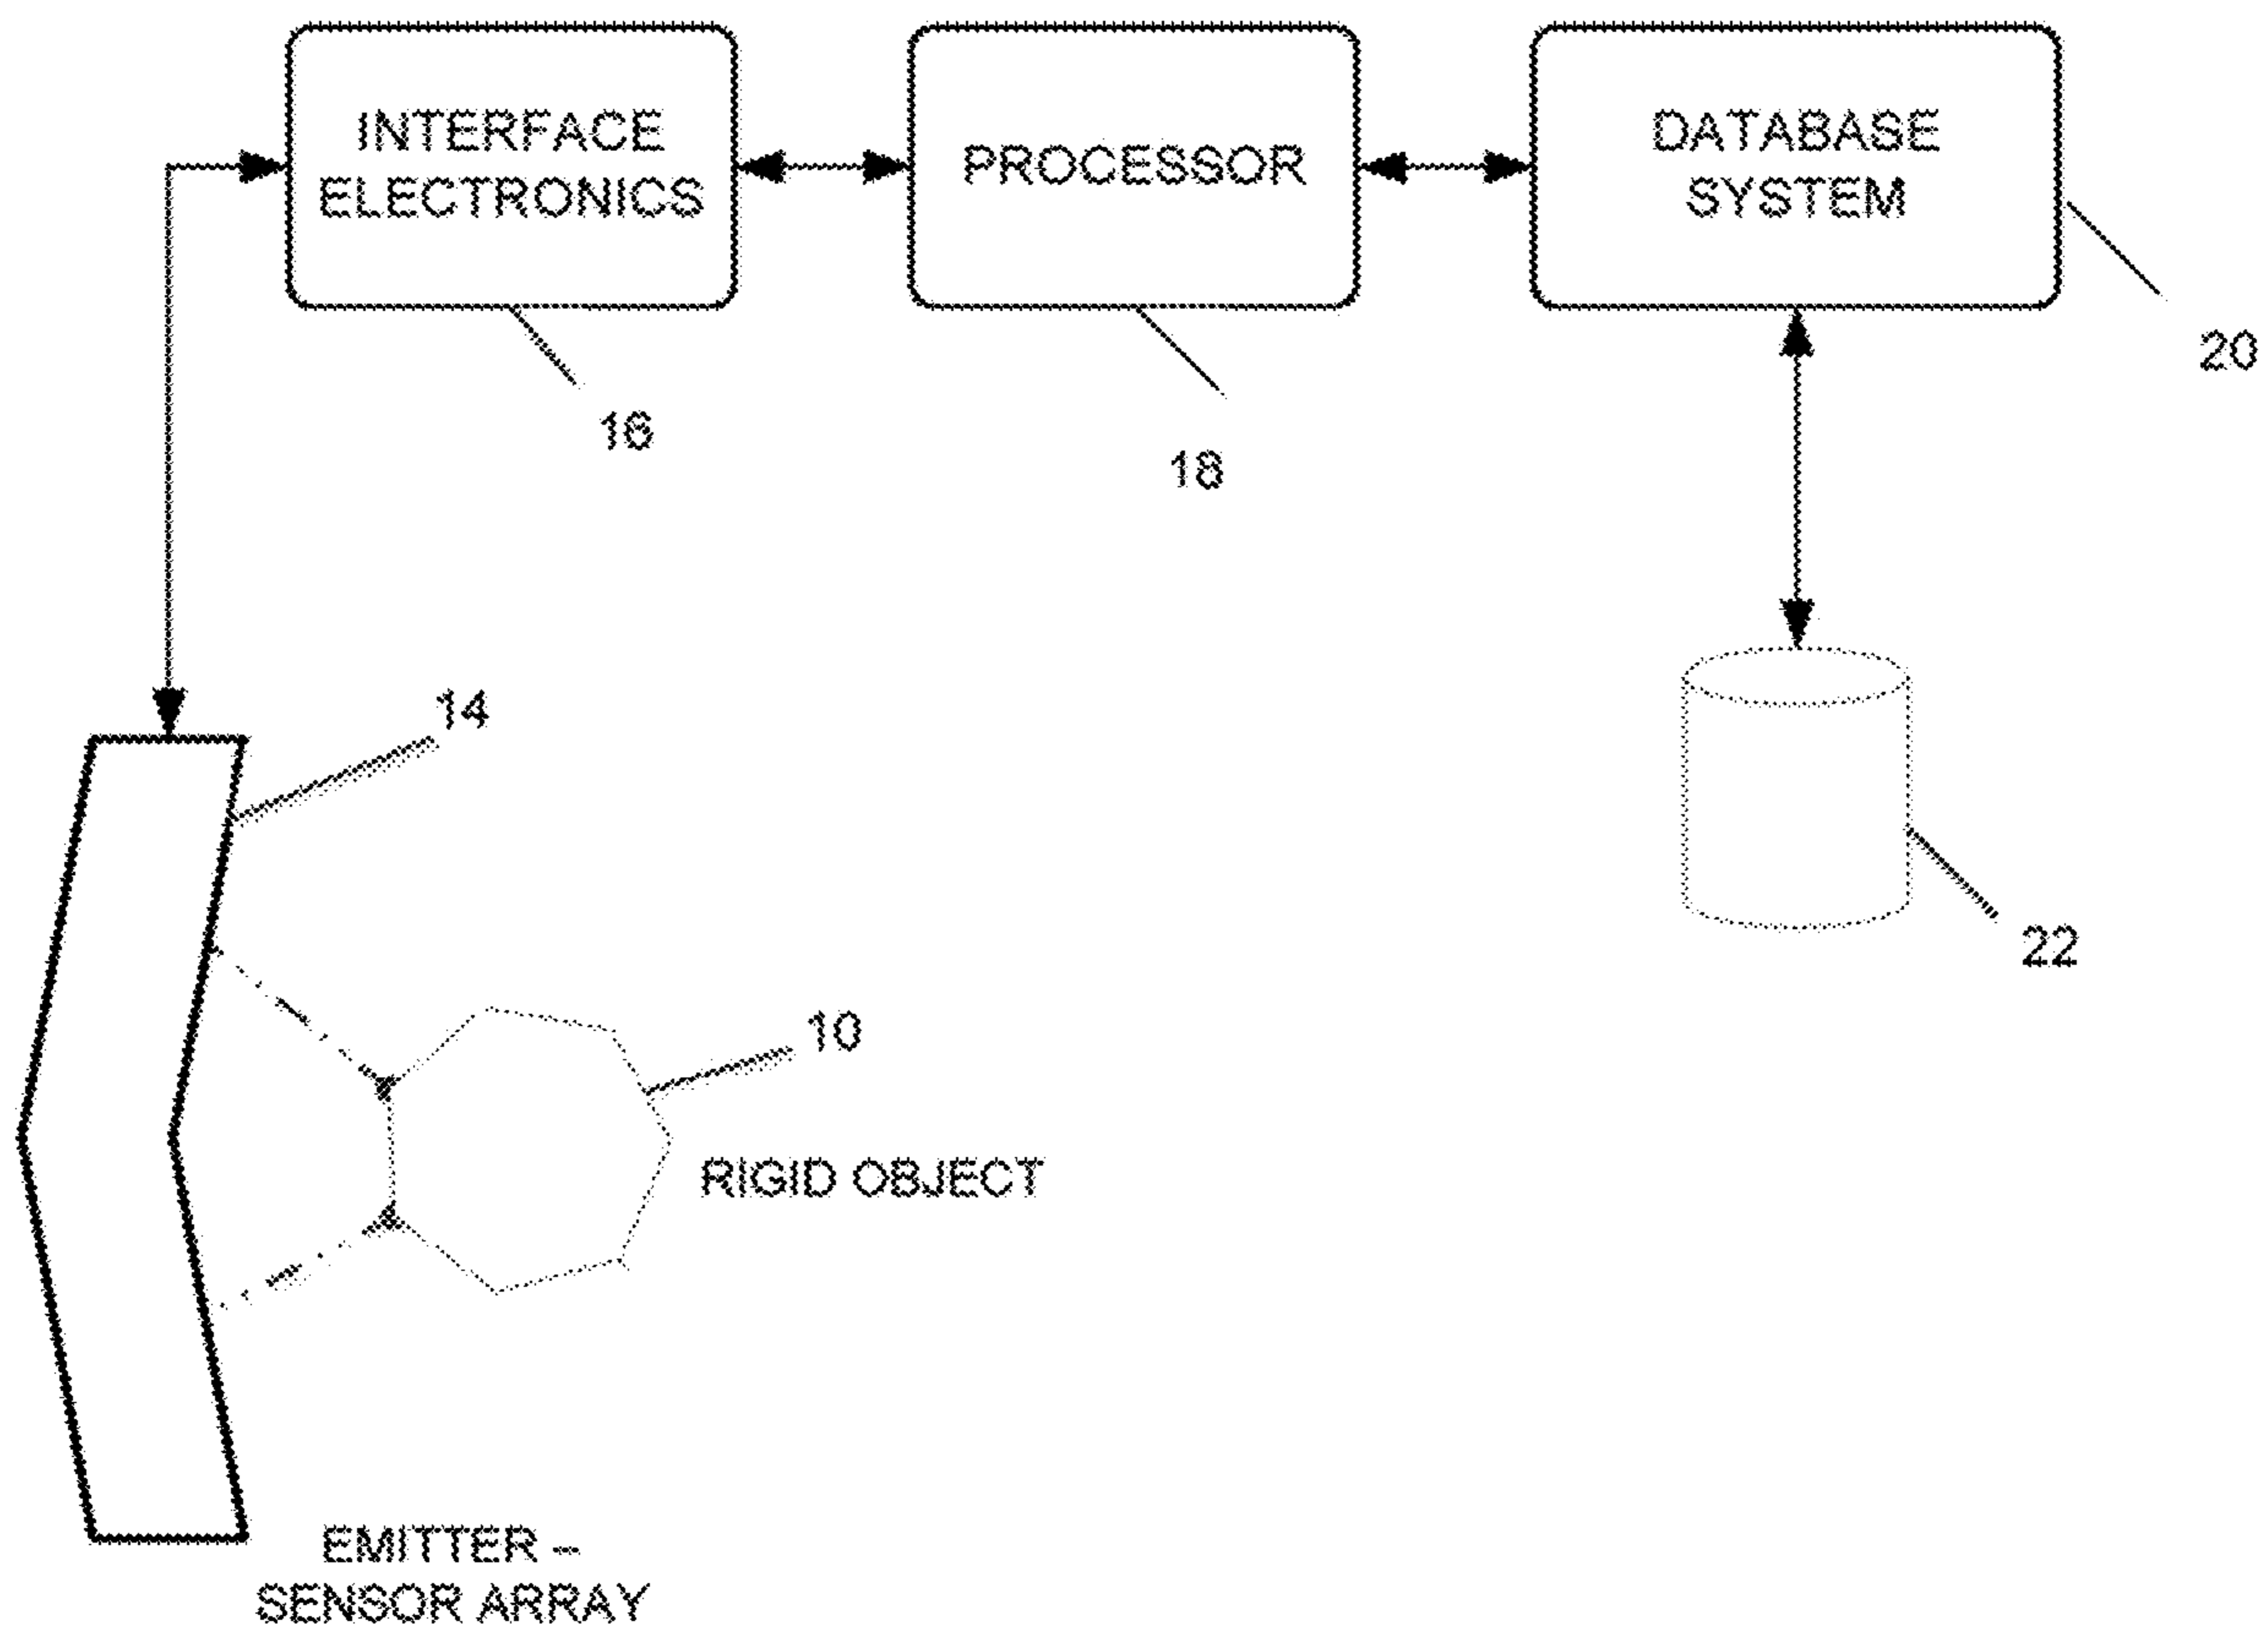 INTERFACE
ELECTRONICS
PROCESSOR
DATABASE
SYSTEM
16
18
20
14
22
10
RIGID OBJECT
EMITTER –
SENSOR ARRAY